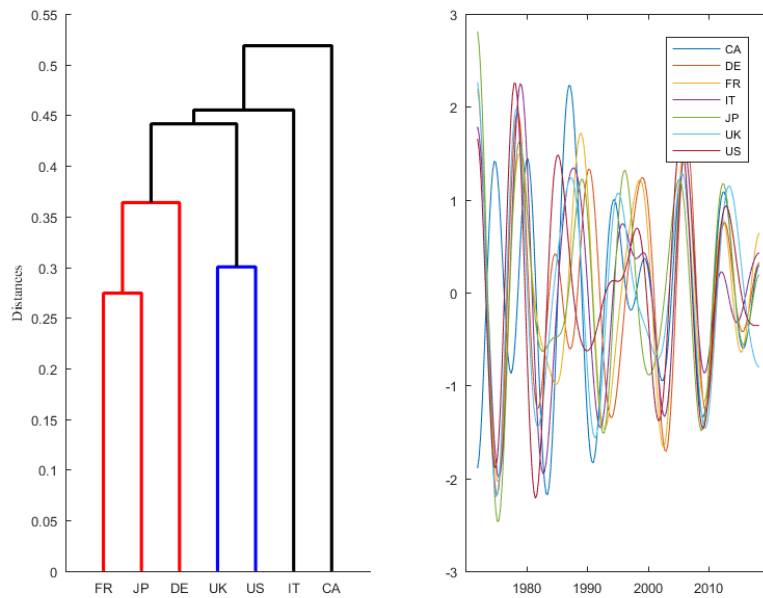 Distances
0.55
0.5
0.45
0.4
0.35
0.3
0.25
0.2
0.15
0.1
0.05
0
FR JP DE UK US IT CA
3
2
1
0
-1
-2
-3
1980 1990 2000 2010
CA
DE
FR
IT
JP
UK
US